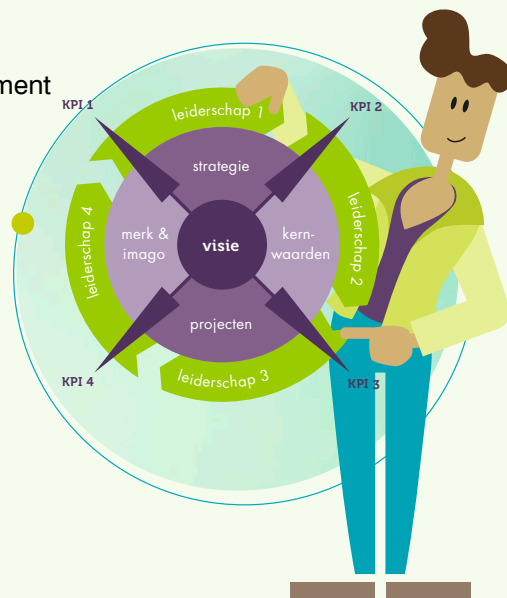 ment
KPI 1
leiderschap 1
KPI 2
strategie
leiderschap 4
merk &
imago
visie
kern-
waarden
leiderschap 2
projecten
leiderschap 3
KPI 4
KPI 3